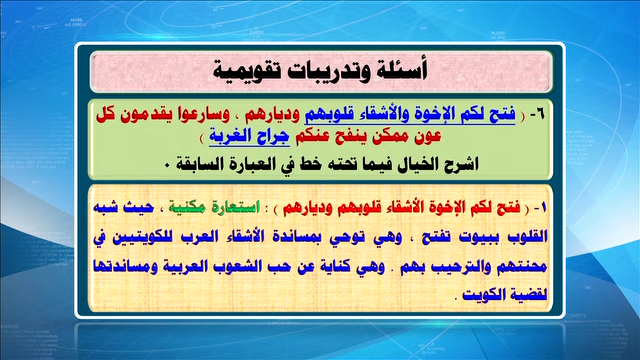 أسئلة وتدريبات تقويمية
٦- ( فتح لكم الإخوة والأشقاء قلوبهم وديارهم ، وسارعوا يقدمون كل
عون ممكن ينفح عنكم جراح الغربة )
اشرح الخيال فيما تحته خط في العبارة السابقة ٠
١- ( فتح لكم الإخوة الأشقاء قلوبهم وديارهم ) : استعارة مكنية ، حيث شبه
القلوب ببيوت تفتح ، وهي توحي بمساندة الأشقاء العرب للكويتيين في
محنتهم والترحيب بهم . وهي كناية عن حب الشعوب العربية ومساندتها
لقضية الكويت .